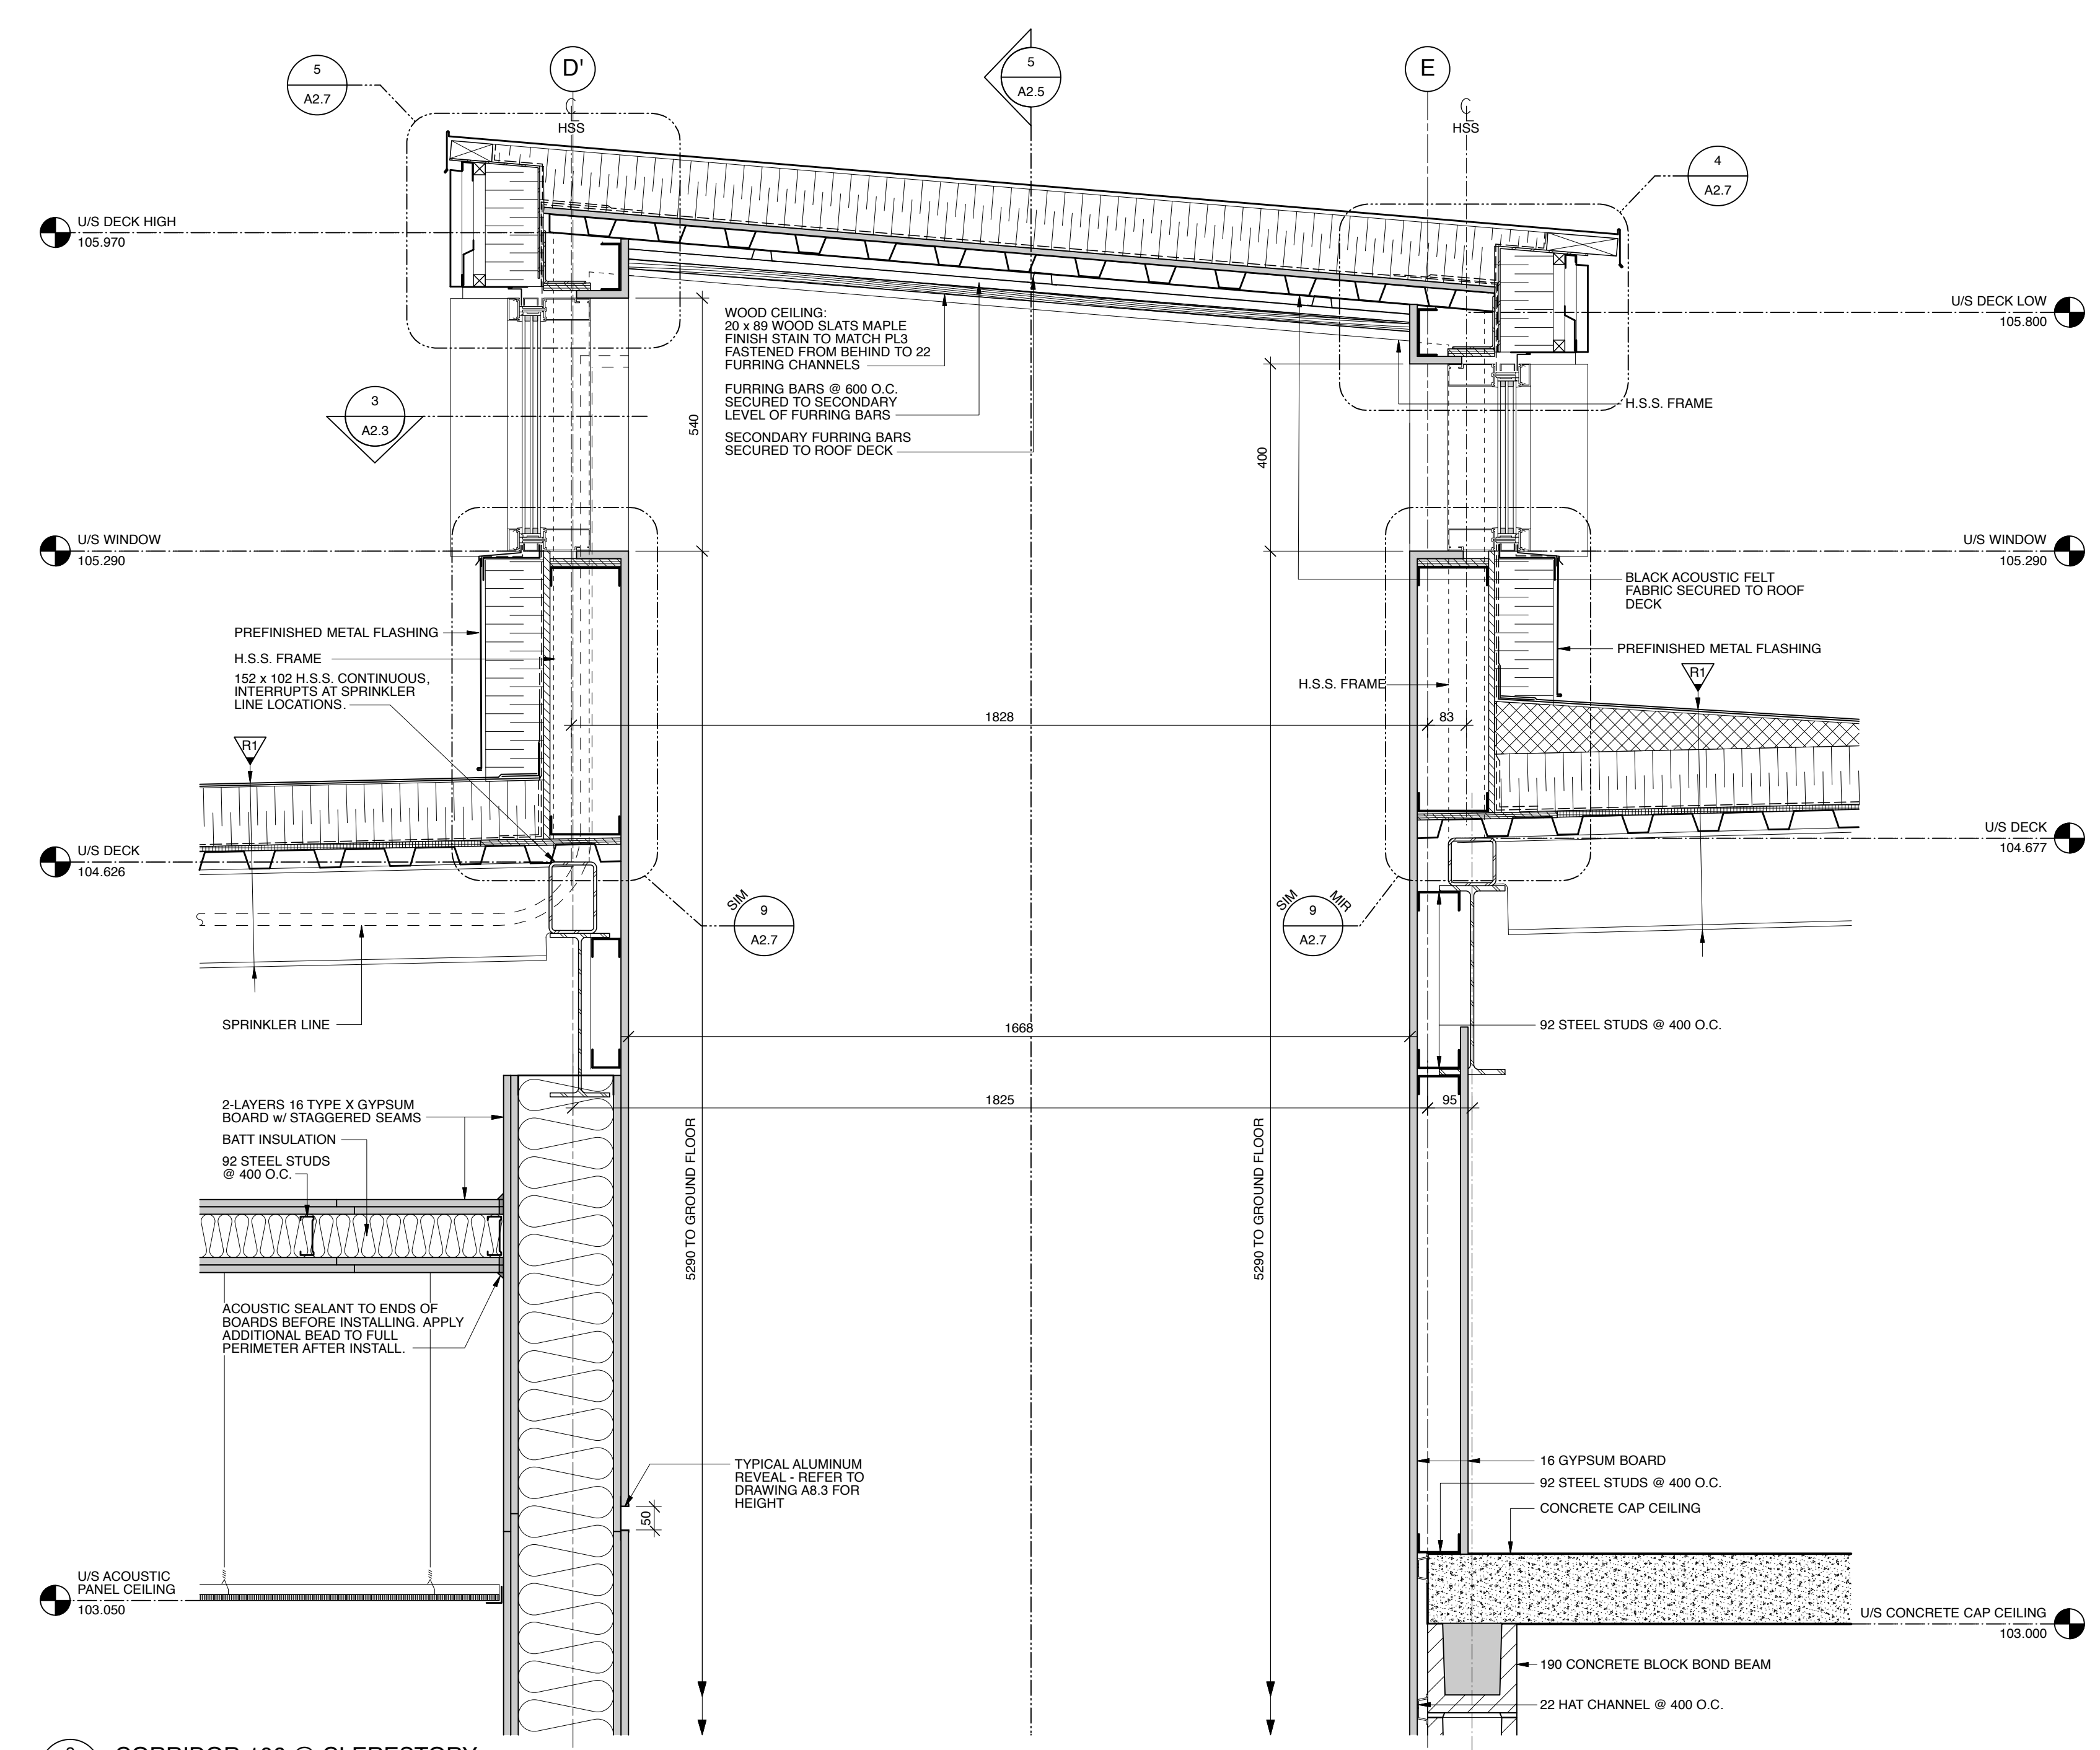 5
A2.7
D'
5
A2.5
E
HSS
HSS
4
A2.7
U/S DECK HIGH
105.970
U/S DECK LOW
105.800
WOOD CEILING:
20 x 89 WOOD SLATS MAPLE
FINISH STAIN TO MATCH PL3
FASTENED FROM BEHIND TO 22
FURRING CHANNELS
FURRING BARS @ 600 O.C.
SECURED TO SECONDARY
LEVEL OF FURRING BARS
SECONDARY FURRING BARS
SECURED TO ROOF DECK
H.S.S. FRAME
3
A2.3
540
400
U/S WINDOW
105.290
U/S WINDOW
105.290
BLACK ACOUSTIC FELT
FABRIC SECURED TO ROOF
DECK
PREFINISHED METAL FLASHING
H.S.S. FRAME
152 x 102 H.S.S. CONTINUOUS,
INTERRUPTS AT SPRINKLER
LINE LOCATIONS.
PREFINISHED METAL FLASHING
R1
H.S.S. FRAME
1828
83
R1
U/S DECK
104.626
U/S DECK
104.677
SIM
9
A2.7
SIM
MIR
9
A2.7
SPRINKLER LINE
1668
92 STEEL STUDS @ 400 O.C.
2-LAYERS 16 TYPE X GYPSUM
BOARD w/ STAGGERED SEAMS
BATT INSULATION
92 STEEL STUDS
@ 400 O.C.
1825
95
5290 TO GROUND FLOOR
5290 TO GROUND FLOOR
ACOUSTIC SEALANT TO ENDS OF
BOARDS BEFORE INSTALLING. APPLY
ADDITIONAL BEAD TO FULL
PERIMETER AFTER INSTALL.
TYPICAL ALUMINUM
REVEAL - REFER TO
DRAWING A8.3 FOR
HEIGHT
50
16 GYPSUM BOARD
92 STEEL STUDS @ 400 O.C.
CONCRETE CAP CEILING
U/S ACOUSTIC
PANEL CEILING
103.050
U/S CONCRETE CAP CEILING
103.000
190 CONCRETE BLOCK BOND BEAM
22 HAT CHANNEL @ 400 O.C.
CORRIDOR @ CLERESTORY